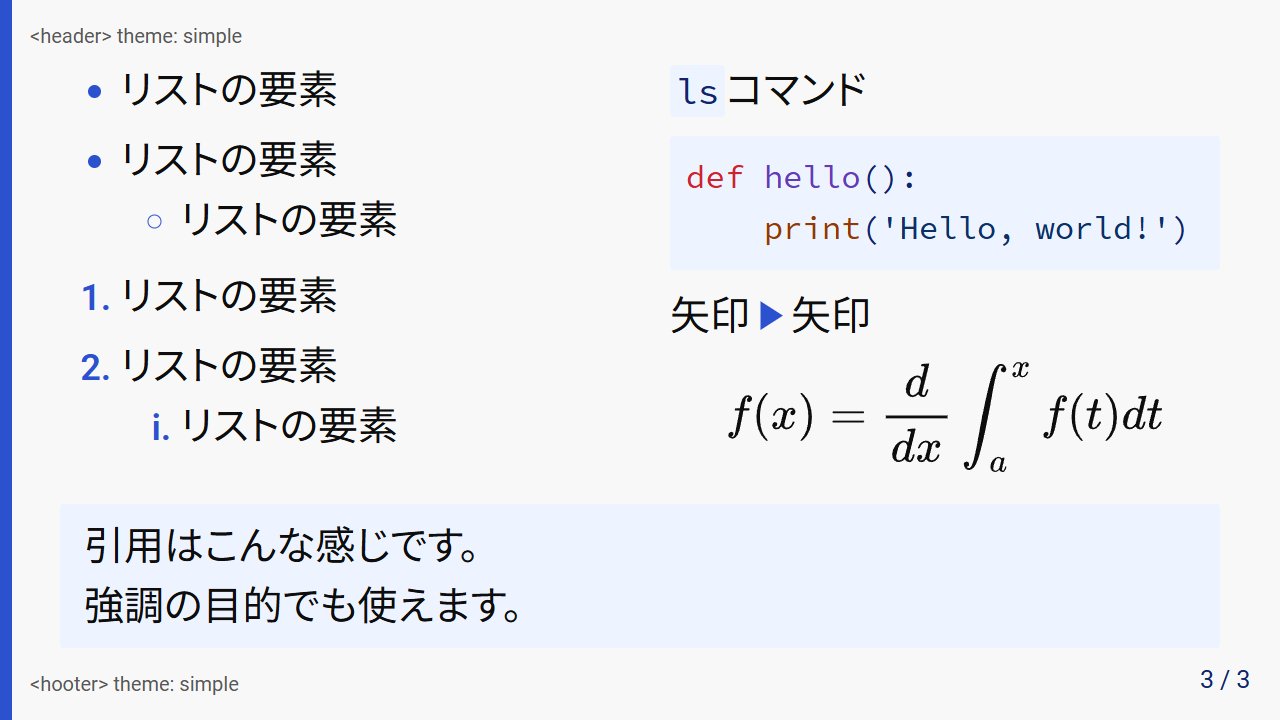 <header> theme: simple
• リストの要素
• リストの要素
○ リストの要素
1. リストの要素
2. リストの要素
i. リストの要素
lsコマンド
def hello():
    print('Hello, world!')
矢印▶矢印
f(x) = \frac{d}{dx} \int_a^x f(t)dt
引用はこんな感じです。
強調の目的でも使えます。
<hooter> theme: simple
3 / 3